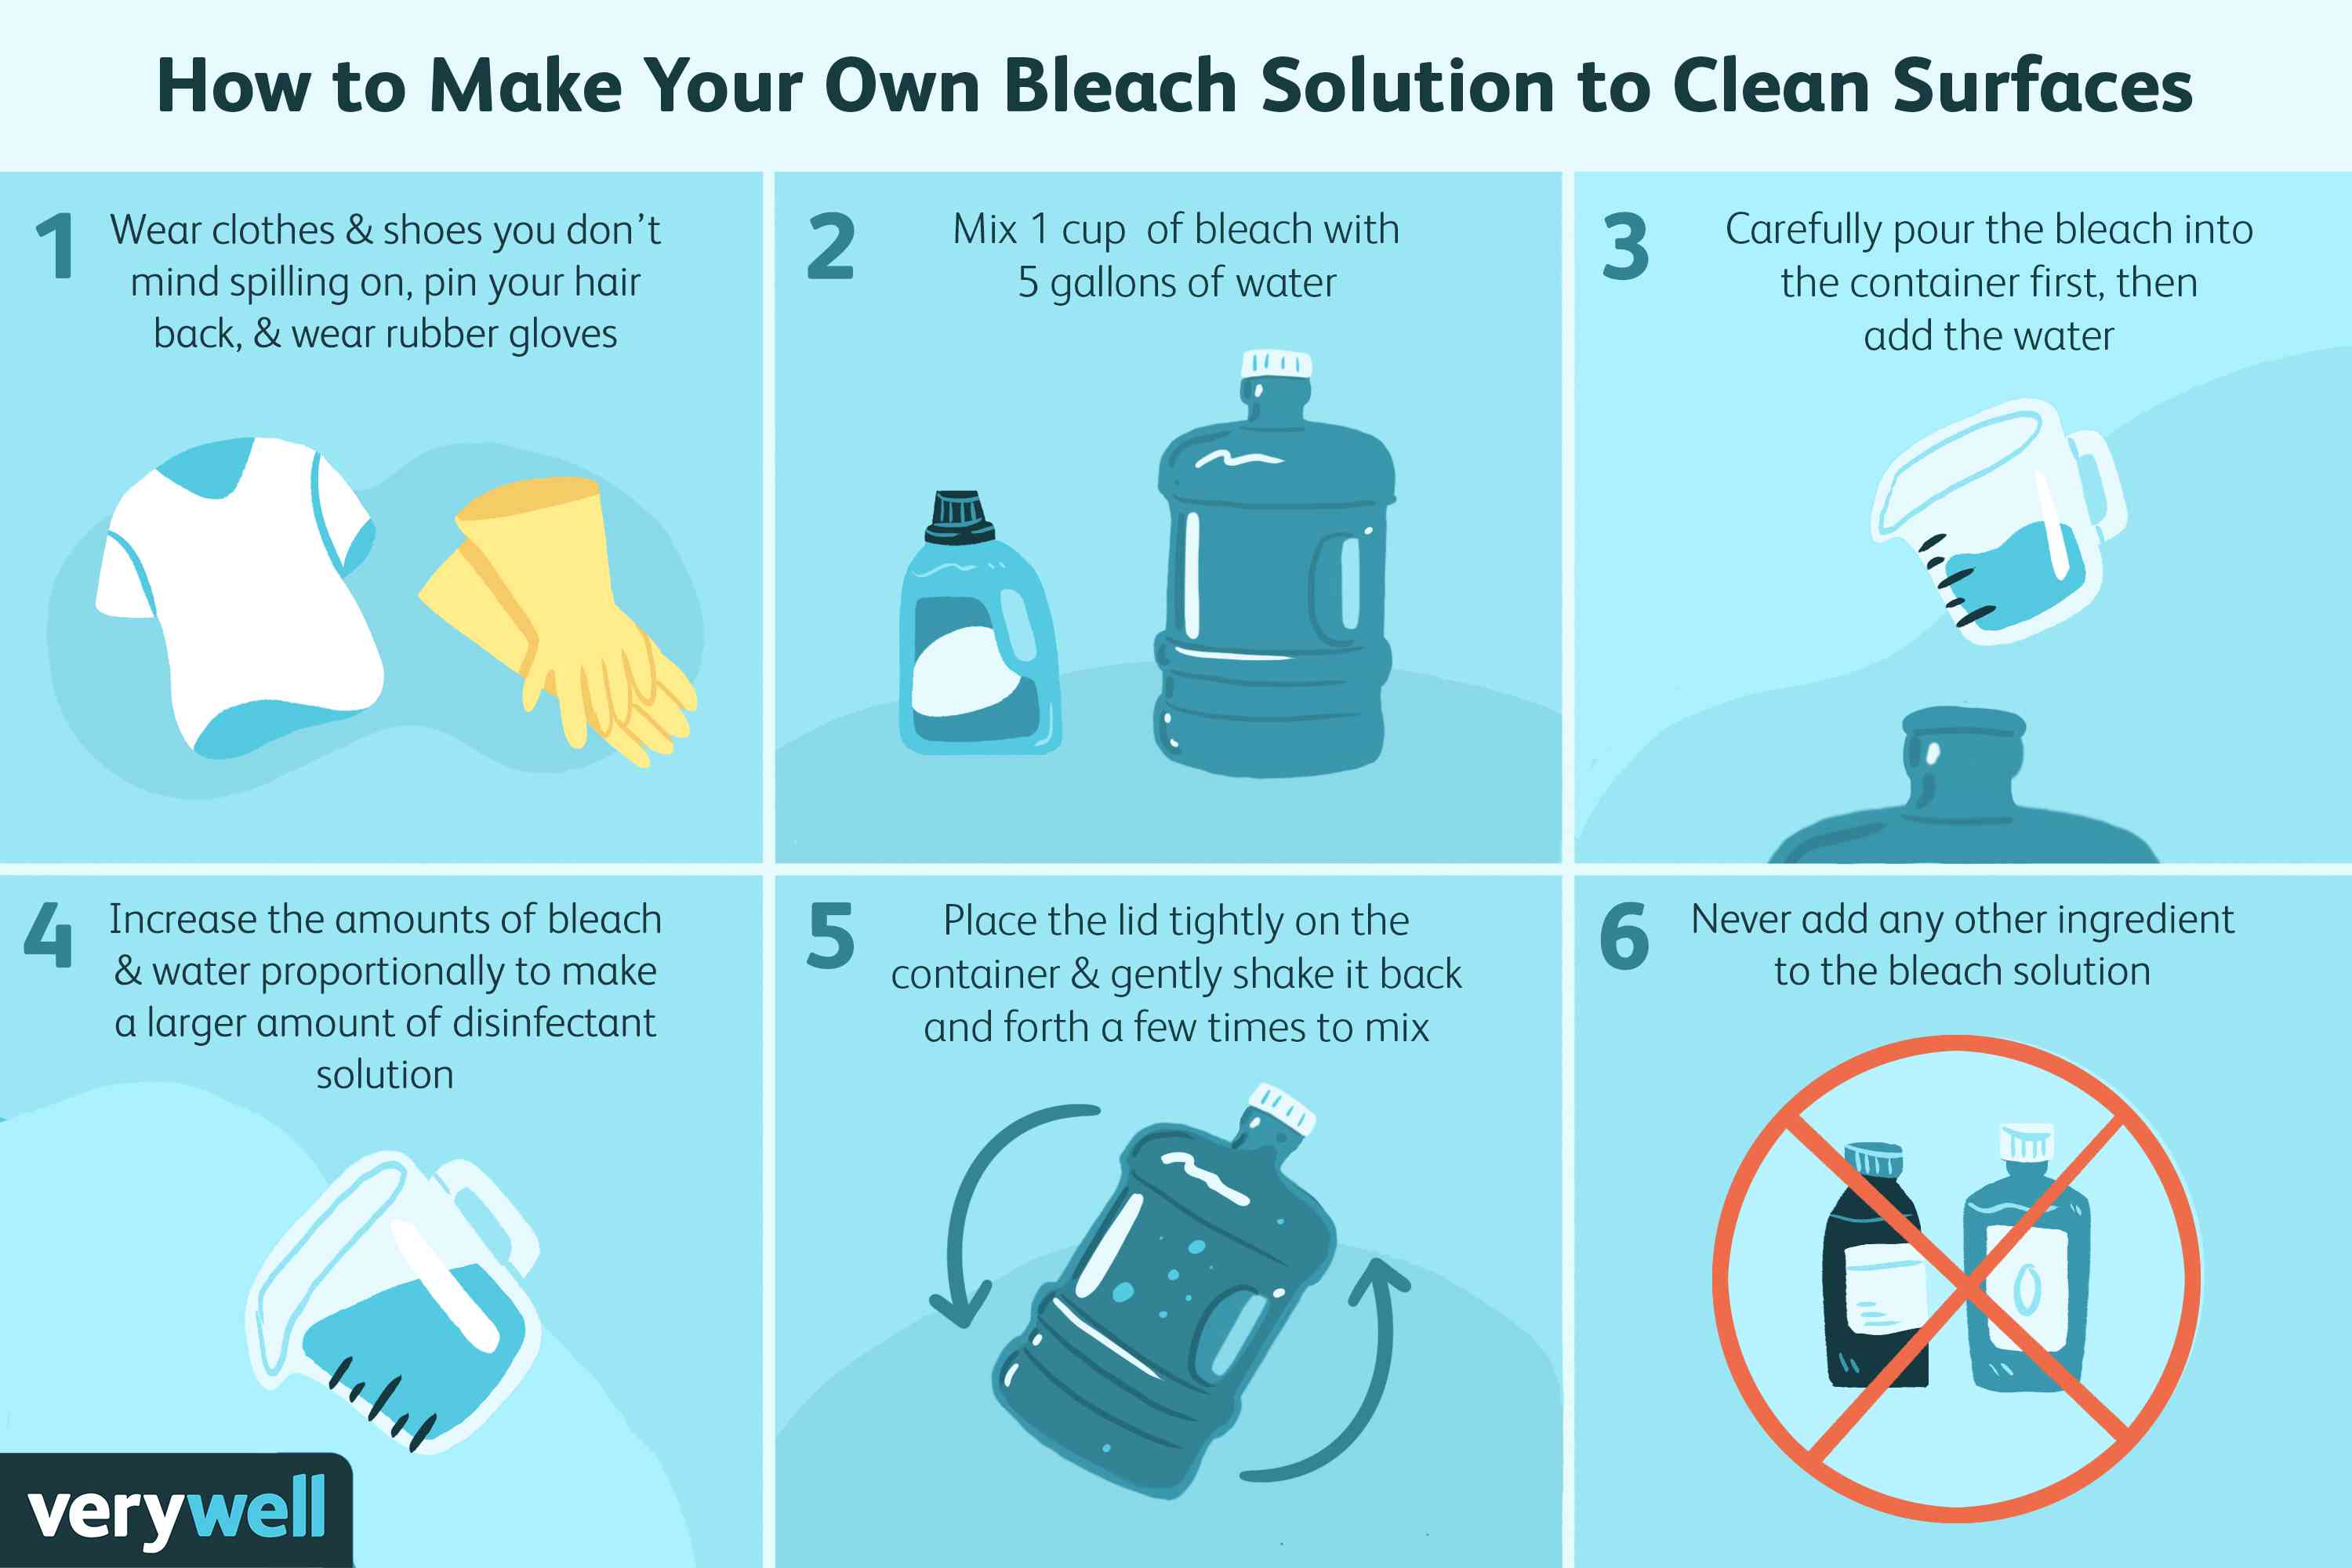 How to Make Your Own Bleach Solution to Clean Surfaces
1
Wear clothes & shoes you don’t
mind spilling on, pin your hair
back, & wear rubber gloves
2
Mix 1 cup of bleach with
5 gallons of water
3
Carefully pour the bleach into
the container first, then
add the water
4
Increase the amounts of bleach
& water proportionally to make
a larger amount of disinfectant
solution
5
Place the lid tightly on the
container & gently shake it back
and forth a few times to mix
6
Never add any other ingredient
to the bleach solution
verywell